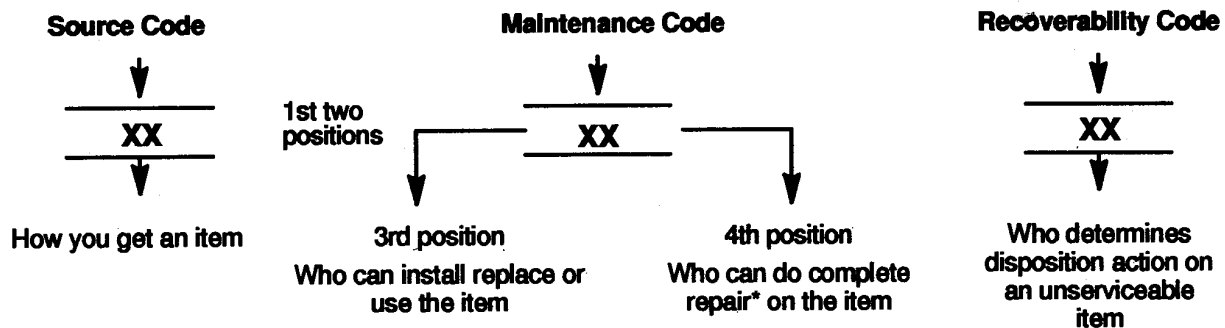 Source Code
Maintenance Code
Recoverability Code
XX
1st two
positions
XX
XX
How you get an item
3rd position
Who can install replace or
use the item
4th position
Who can do complete
repair* on the item
Who determines
disposition action on
an unserviceable
item